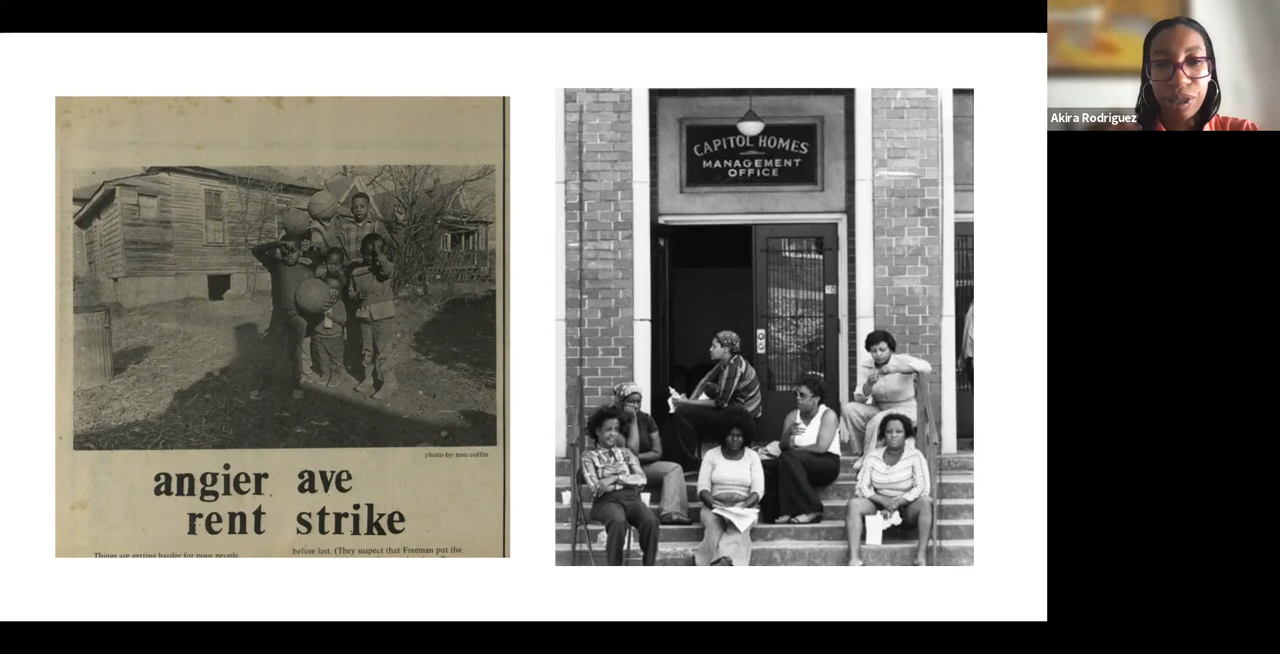 photo by tom coffin
angier ave
rent strike
Things are getting harder for poor people
before last. (They suspect that Freeman put the
CAPITOL HOMES
MANAGEMENT
OFFICE
Akira Rodriguez